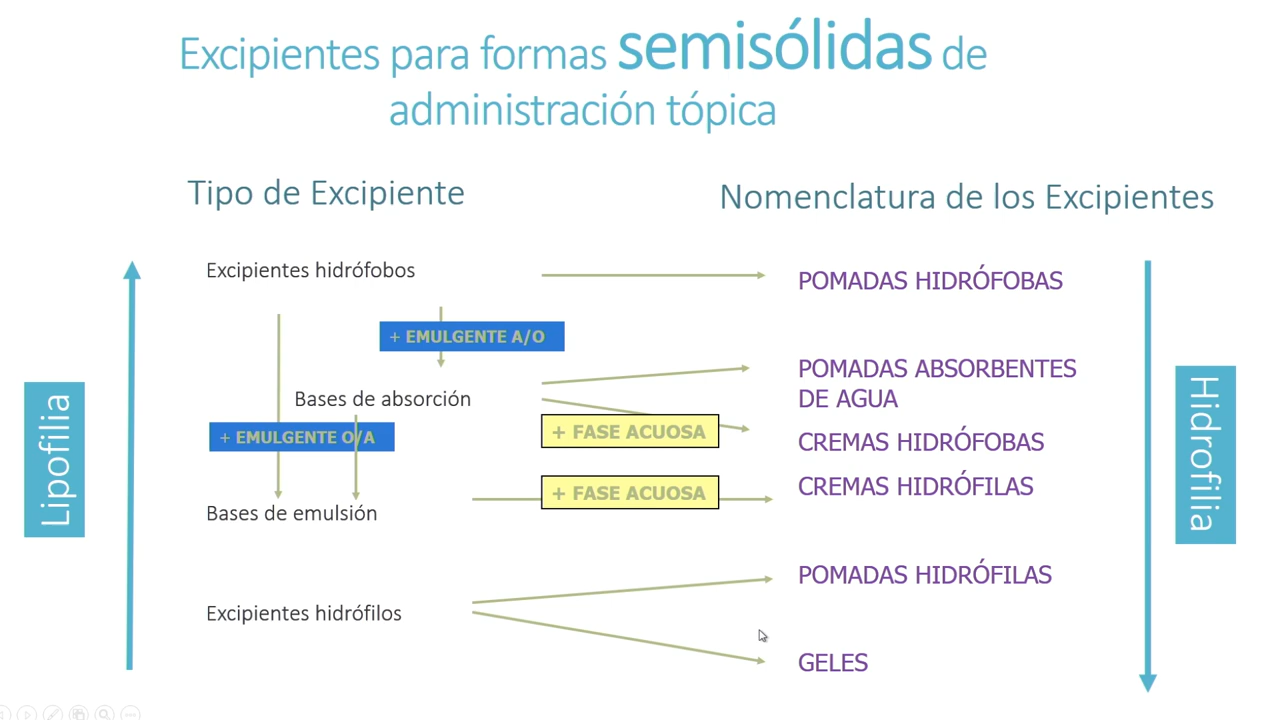 Excipientes para formas semisólidas de
administración tópica
Tipo de Excipiente
Nomenclatura de los Excipientes
Excipientes hidrófobos
POMADAS HIDRÓFOBAS
+ EMULGENTE A/O
POMADAS ABSORBENTES
DE AGUA
Bases de absorción
+ EMULGENTE O/A
+ FASE ACUOSA
CREMAS HIDRÓFOBAS
+ FASE ACUOSA
CREMAS HIDRÓFILAS
Bases de emulsión
POMADAS HIDRÓFILAS
Excipientes hidrófilos
GELES
Lipofilia
Hidrofilia